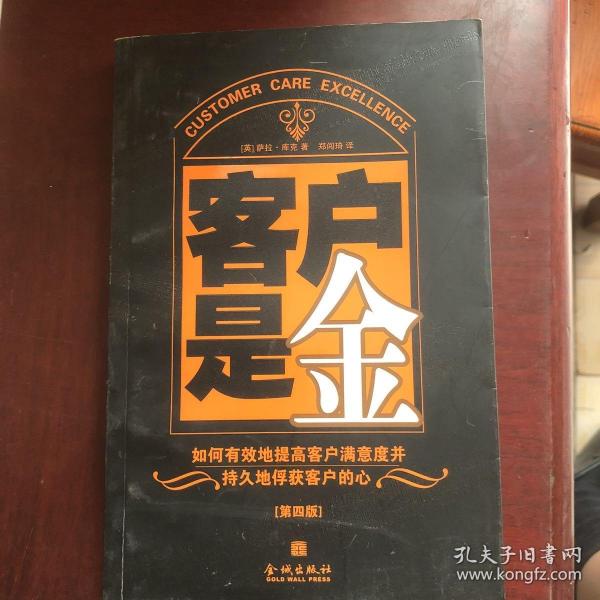 CUSTOMER CARE EXCELLENCE
[英] 萨拉·库克 著 郑闻琦 译
客户
是金
如何有效地提高客户满意度并
持久地俘获客户的心
[第四版]
金城出版社
GOLD WALL PRESS
孔夫子旧书网
www.kongfz.com